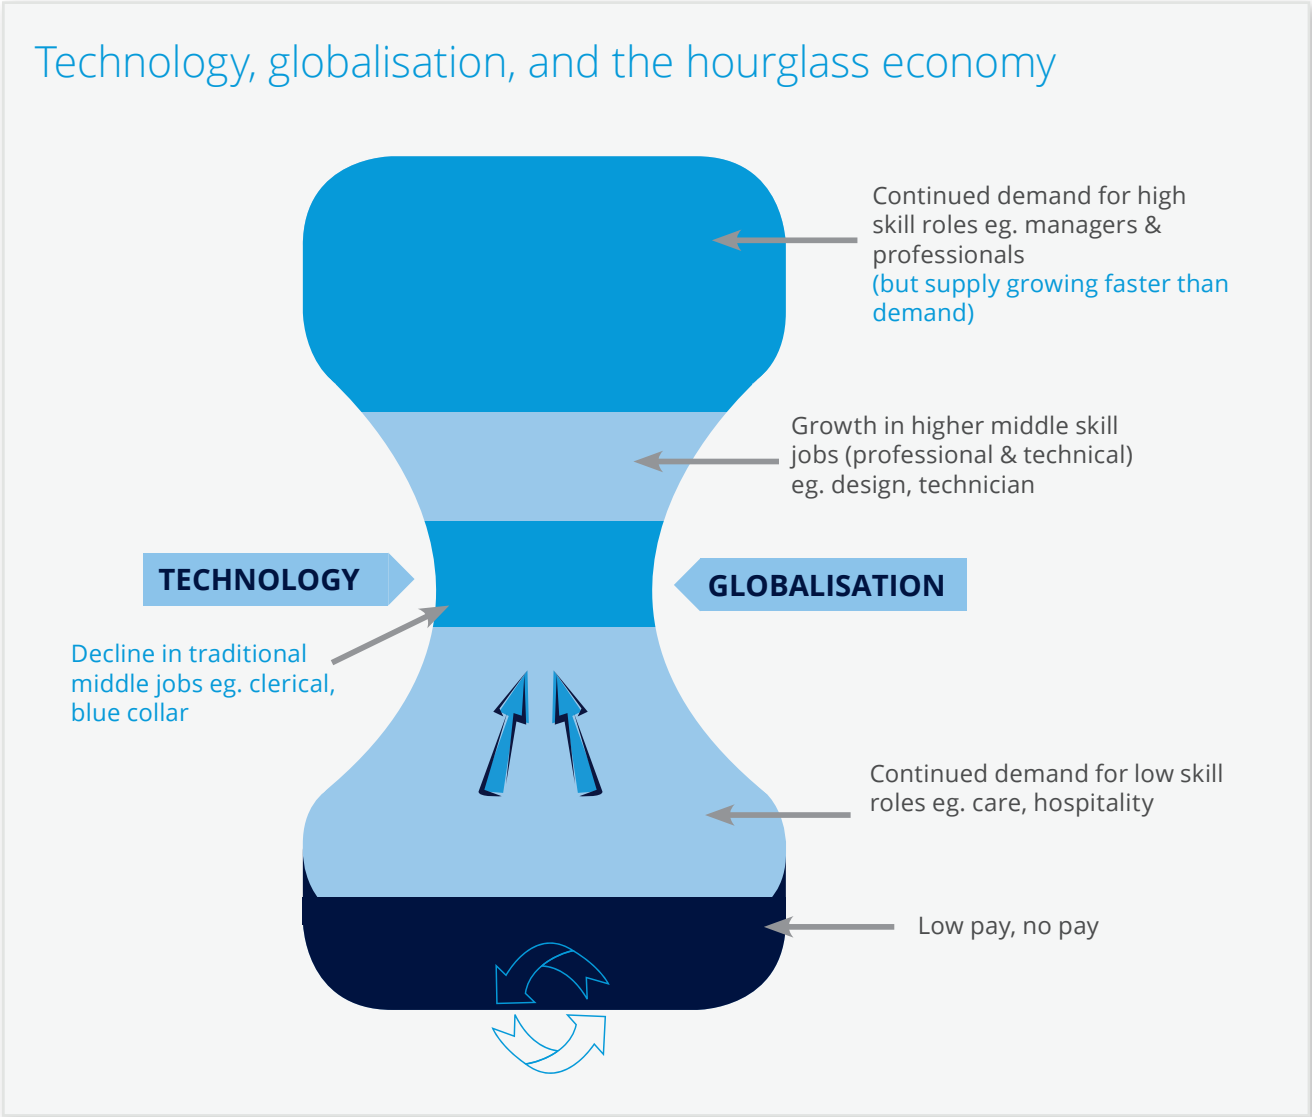 Technology, globalisation, and the hourglass economy
Continued demand for high
skill roles eg. managers &
professionals
(but supply growing faster than
demand)
Growth in higher middle skill
jobs (professional & technical)
eg. design, technician
TECHNOLOGY
GLOBALISATION
Decline in traditional
middle jobs eg. clerical,
blue collar
Continued demand for low skill
roles eg. care, hospitality
Low pay, no pay